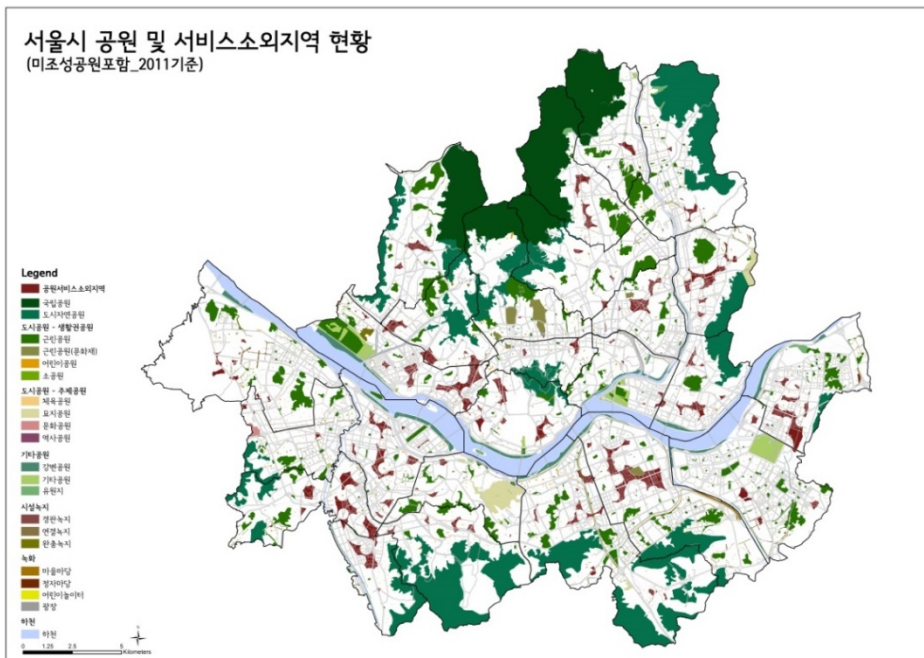 서울시 공원 및 서비스소외지역 현황
(미조성공원포함_2011기준)
Legend
공원서비스소외지역
국립공원
도시자연공원
도시공원 - 생활권공원
근린공원
근린공원(문화재)
어린이공원
소공원
도시공원 - 주제공원
체육공원
묘지공원
문화공원
역사공원
기타공원
강변공원
기타공원
유원지
시설녹지
경관녹지
연결녹지
완충녹지
녹화
마을마당
정자마당
어린이놀이터
광장
하천
하천
0 1.25 2.5 5
Kilometers